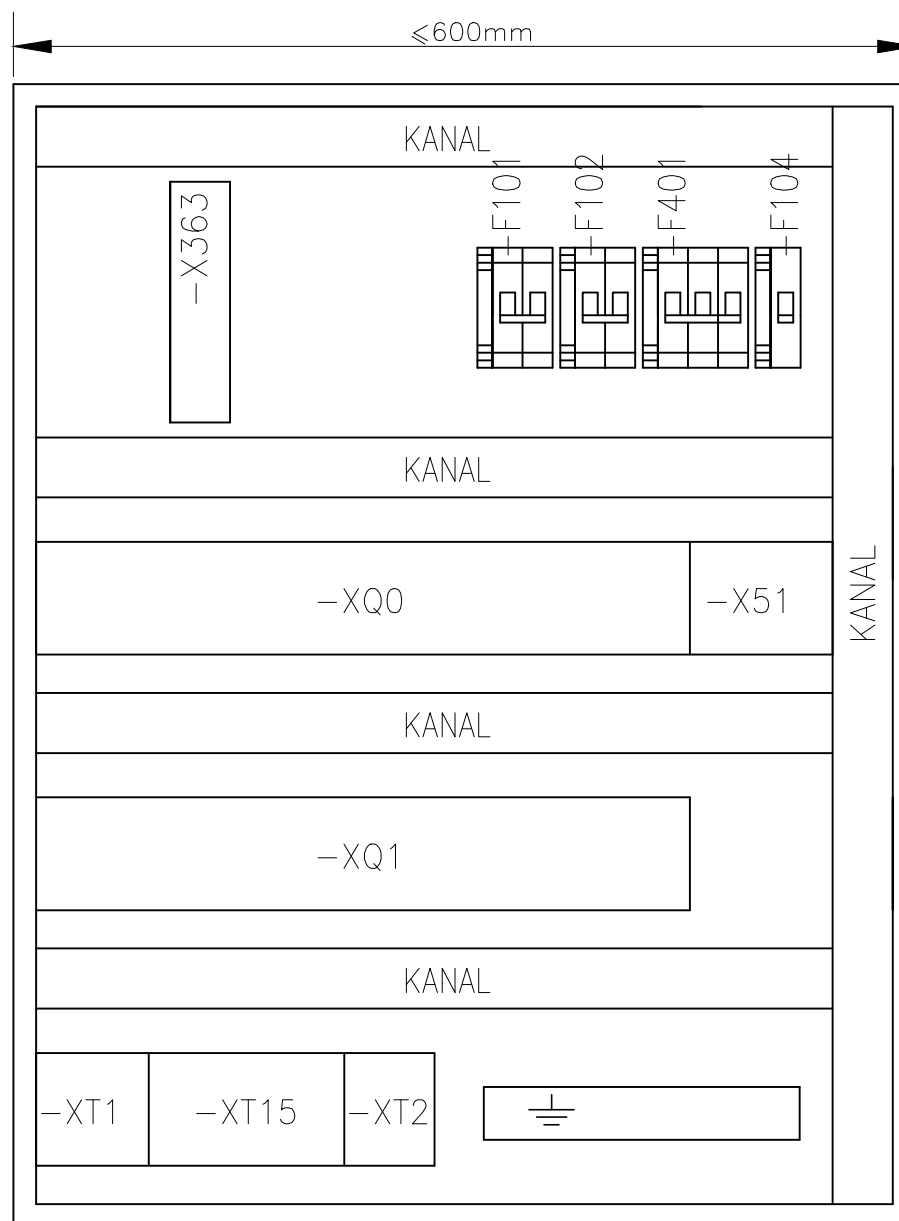 ⩽600mm
KANAL
-X363
-F101
-F102
-F401
-F104
KANAL
-XQ0
-X51
KANAL
KANAL
-XQ1
KANAL
-XT1
-XT15
-XT2